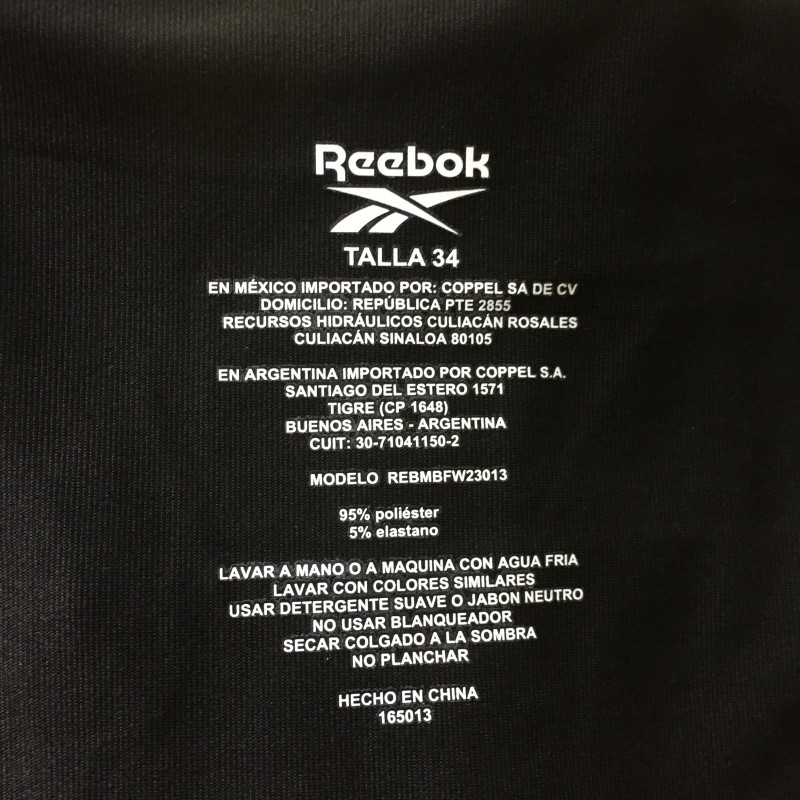 Reebok
TALLA 34
EN MÉXICO IMPORTADO POR: COPPEL SA DE CV
DOMICILIO: REPÚBLICA PTE 2855
RECURSOS HIDRÁULICOS CULIACÁN ROSALES
CULIACÁN SINALOA 80105
EN ARGENTINA IMPORTADO POR COPPEL S.A.
SANTIAGO DEL ESTERO 1571
TIGRE (CP 1648)
BUENOS AIRES - ARGENTINA
CUIT: 30-71041150-2
MODELO REBMBFW23013
95% poliéster
5% elastano
LAVAR A MANO O A MAQUINA CON AGUA FRIA
LAVAR CON COLORES SIMILARES
USAR DETERGENTE SUAVE O JABON NEUTRO
NO USAR BLANQUEADOR
SECAR COLGADO A LA SOMBRA
NO PLANCHAR
HECHO EN CHINA
165013